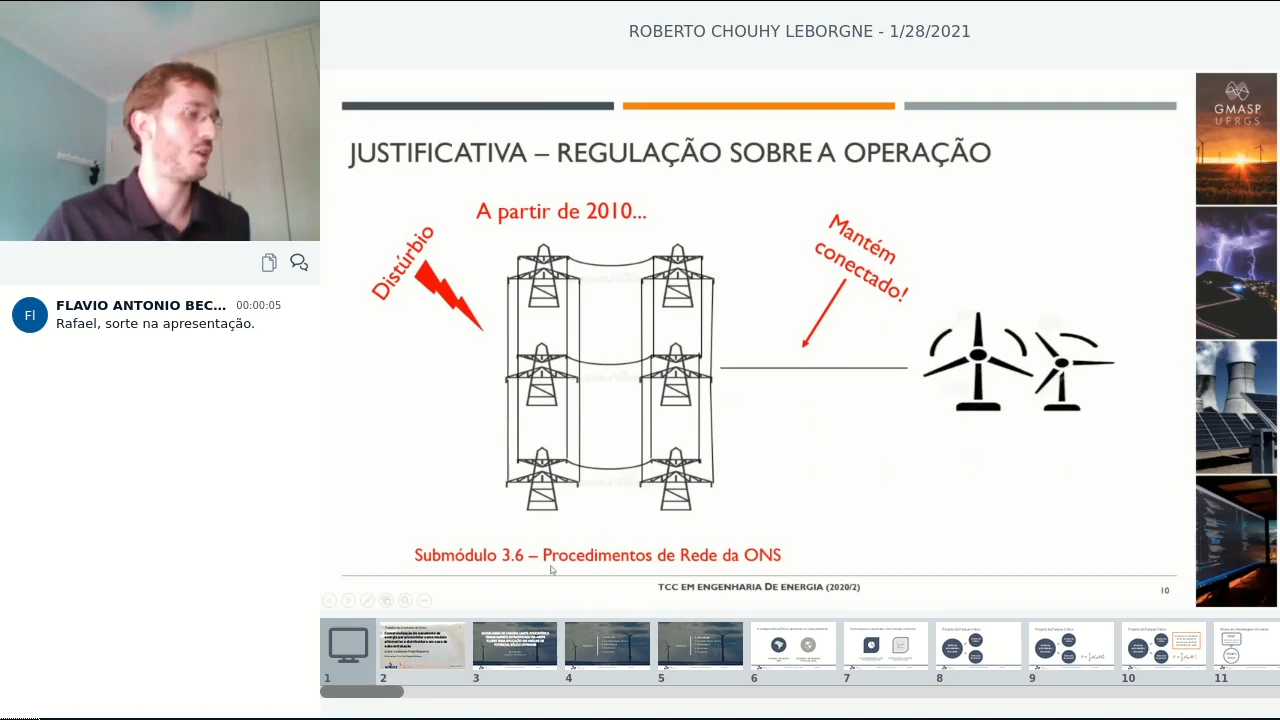 ROBERTO CHOUHY LEBORGNE - 1/28/2021
Fl
FLAVIO ANTONIO BEC...
00:00:05
Rafael, sorte na apresentação.
JUSTIFICATIVA – REGULAÇÃO SOBRE A OPERAÇÃO
A partir de 2010...
Distúrbio
Mantém
conectado!
Submódulo 3.6 – Procedimentos de Rede da ONS
TCC EM ENGENHARIA DE ENERGIA (2020/2)
10
GMASP
UFRGS
1
2
3
4
5
6
7
8
9
10
11